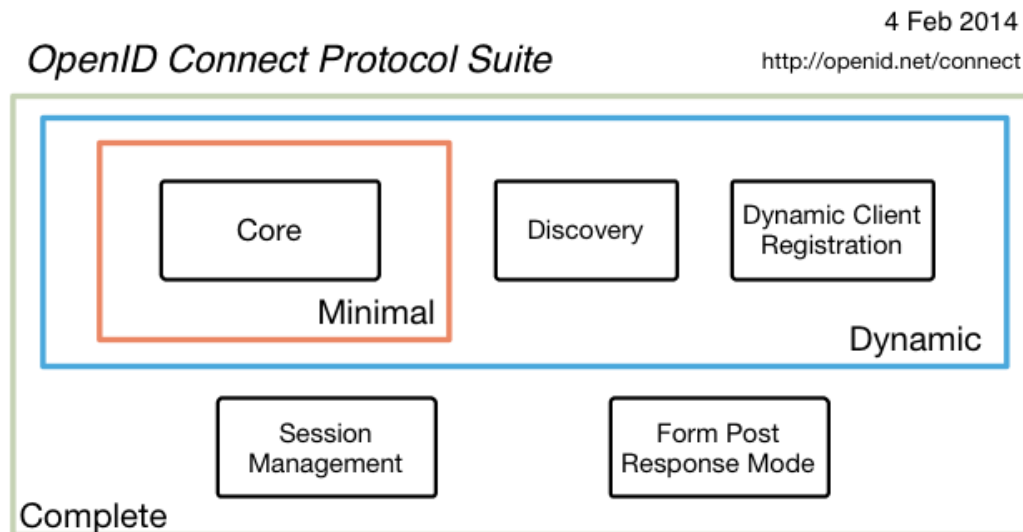 4 Feb 2014
OpenID Connect Protocol Suite
http://openid.net/connect
Core
Minimal
Discovery
Dynamic Client
Registration
Dynamic
Session
Management
Form Post
Response Mode
Complete